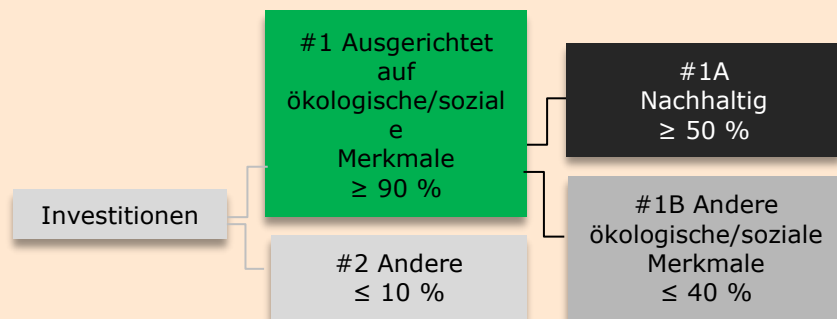 Investitionen
#1 Ausgerichtet
auf
ökologische/sozial
e
Merkmale
≥ 90 %
#2 Andere
≤ 10 %
#1A
Nachhaltig
≥ 50 %
#1B Andere
ökologische/soziale
Merkmale
≤ 40 %